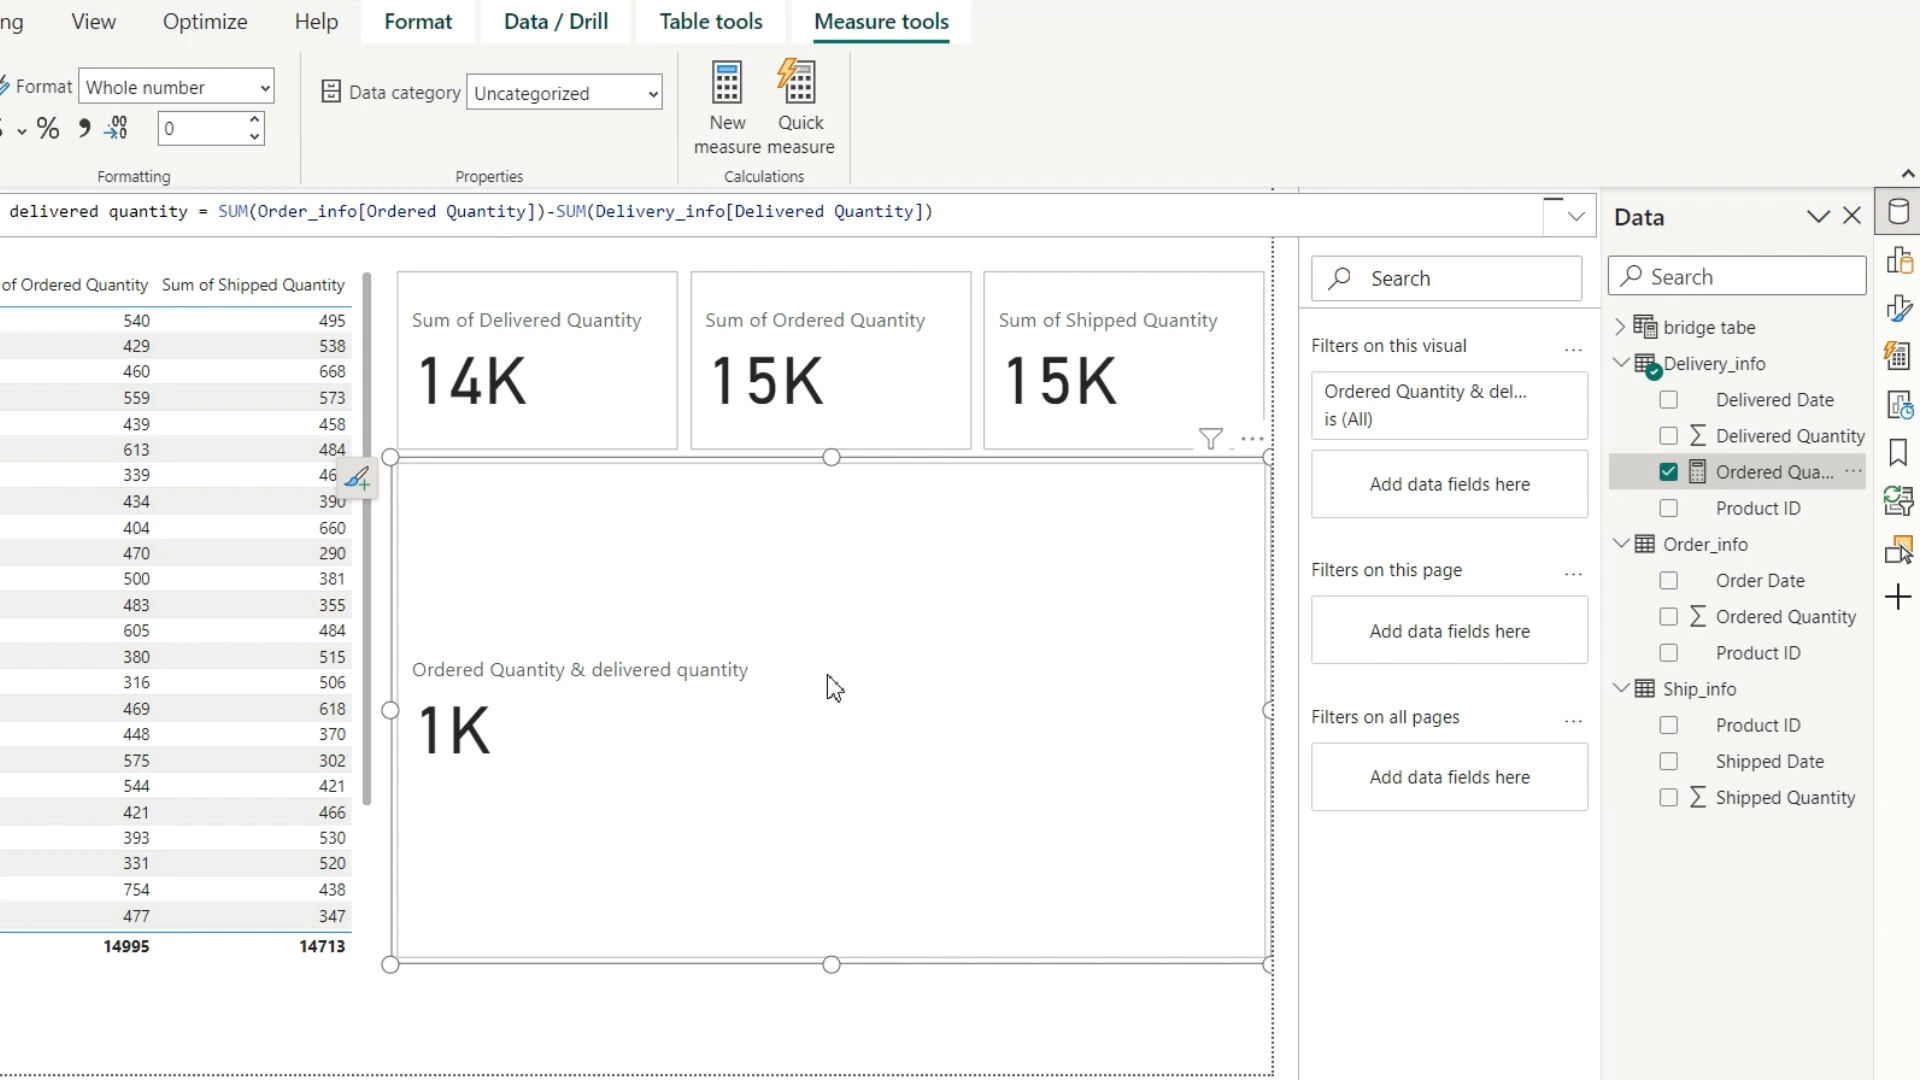 ng View Optimize Help Format Data / Drill Table tools Measure tools
Format Whole number
% , .00 →0
0
Formatting
Data category Uncategorized
Properties
New measure
Quick measure
Calculations
delivered quantity = SUM(Order_info[Ordered Quantity])-SUM(Delivery_info[Delivered Quantity])
of Ordered Quantity Sum of Shipped Quantity
540 495
429 538
460 668
559 573
439 458
613 484
339 46
434 390
404 660
470 290
500 381
483 355
605 484
380 515
316 506
469 618
448 370
575 302
544 421
421 466
393 530
331 520
754 438
477 347
14995 14713
Sum of Delivered Quantity
14K
Sum of Ordered Quantity
15K
Sum of Shipped Quantity
15K
Ordered Quantity & delivered quantity
1K
Search
Filters on this visual ...
Ordered Quantity & del...
is (All)
Add data fields here
Filters on this page ...
Add data fields here
Filters on all pages ...
Add data fields here
Data
Search
bridge tabe
Delivery_info
Delivered Date
Σ Delivered Quantity
Ordered Qua... ...
Product ID
Order_info
Order Date
Σ Ordered Quantity
Product ID
Ship_info
Product ID
Shipped Date
Σ Shipped Quantity